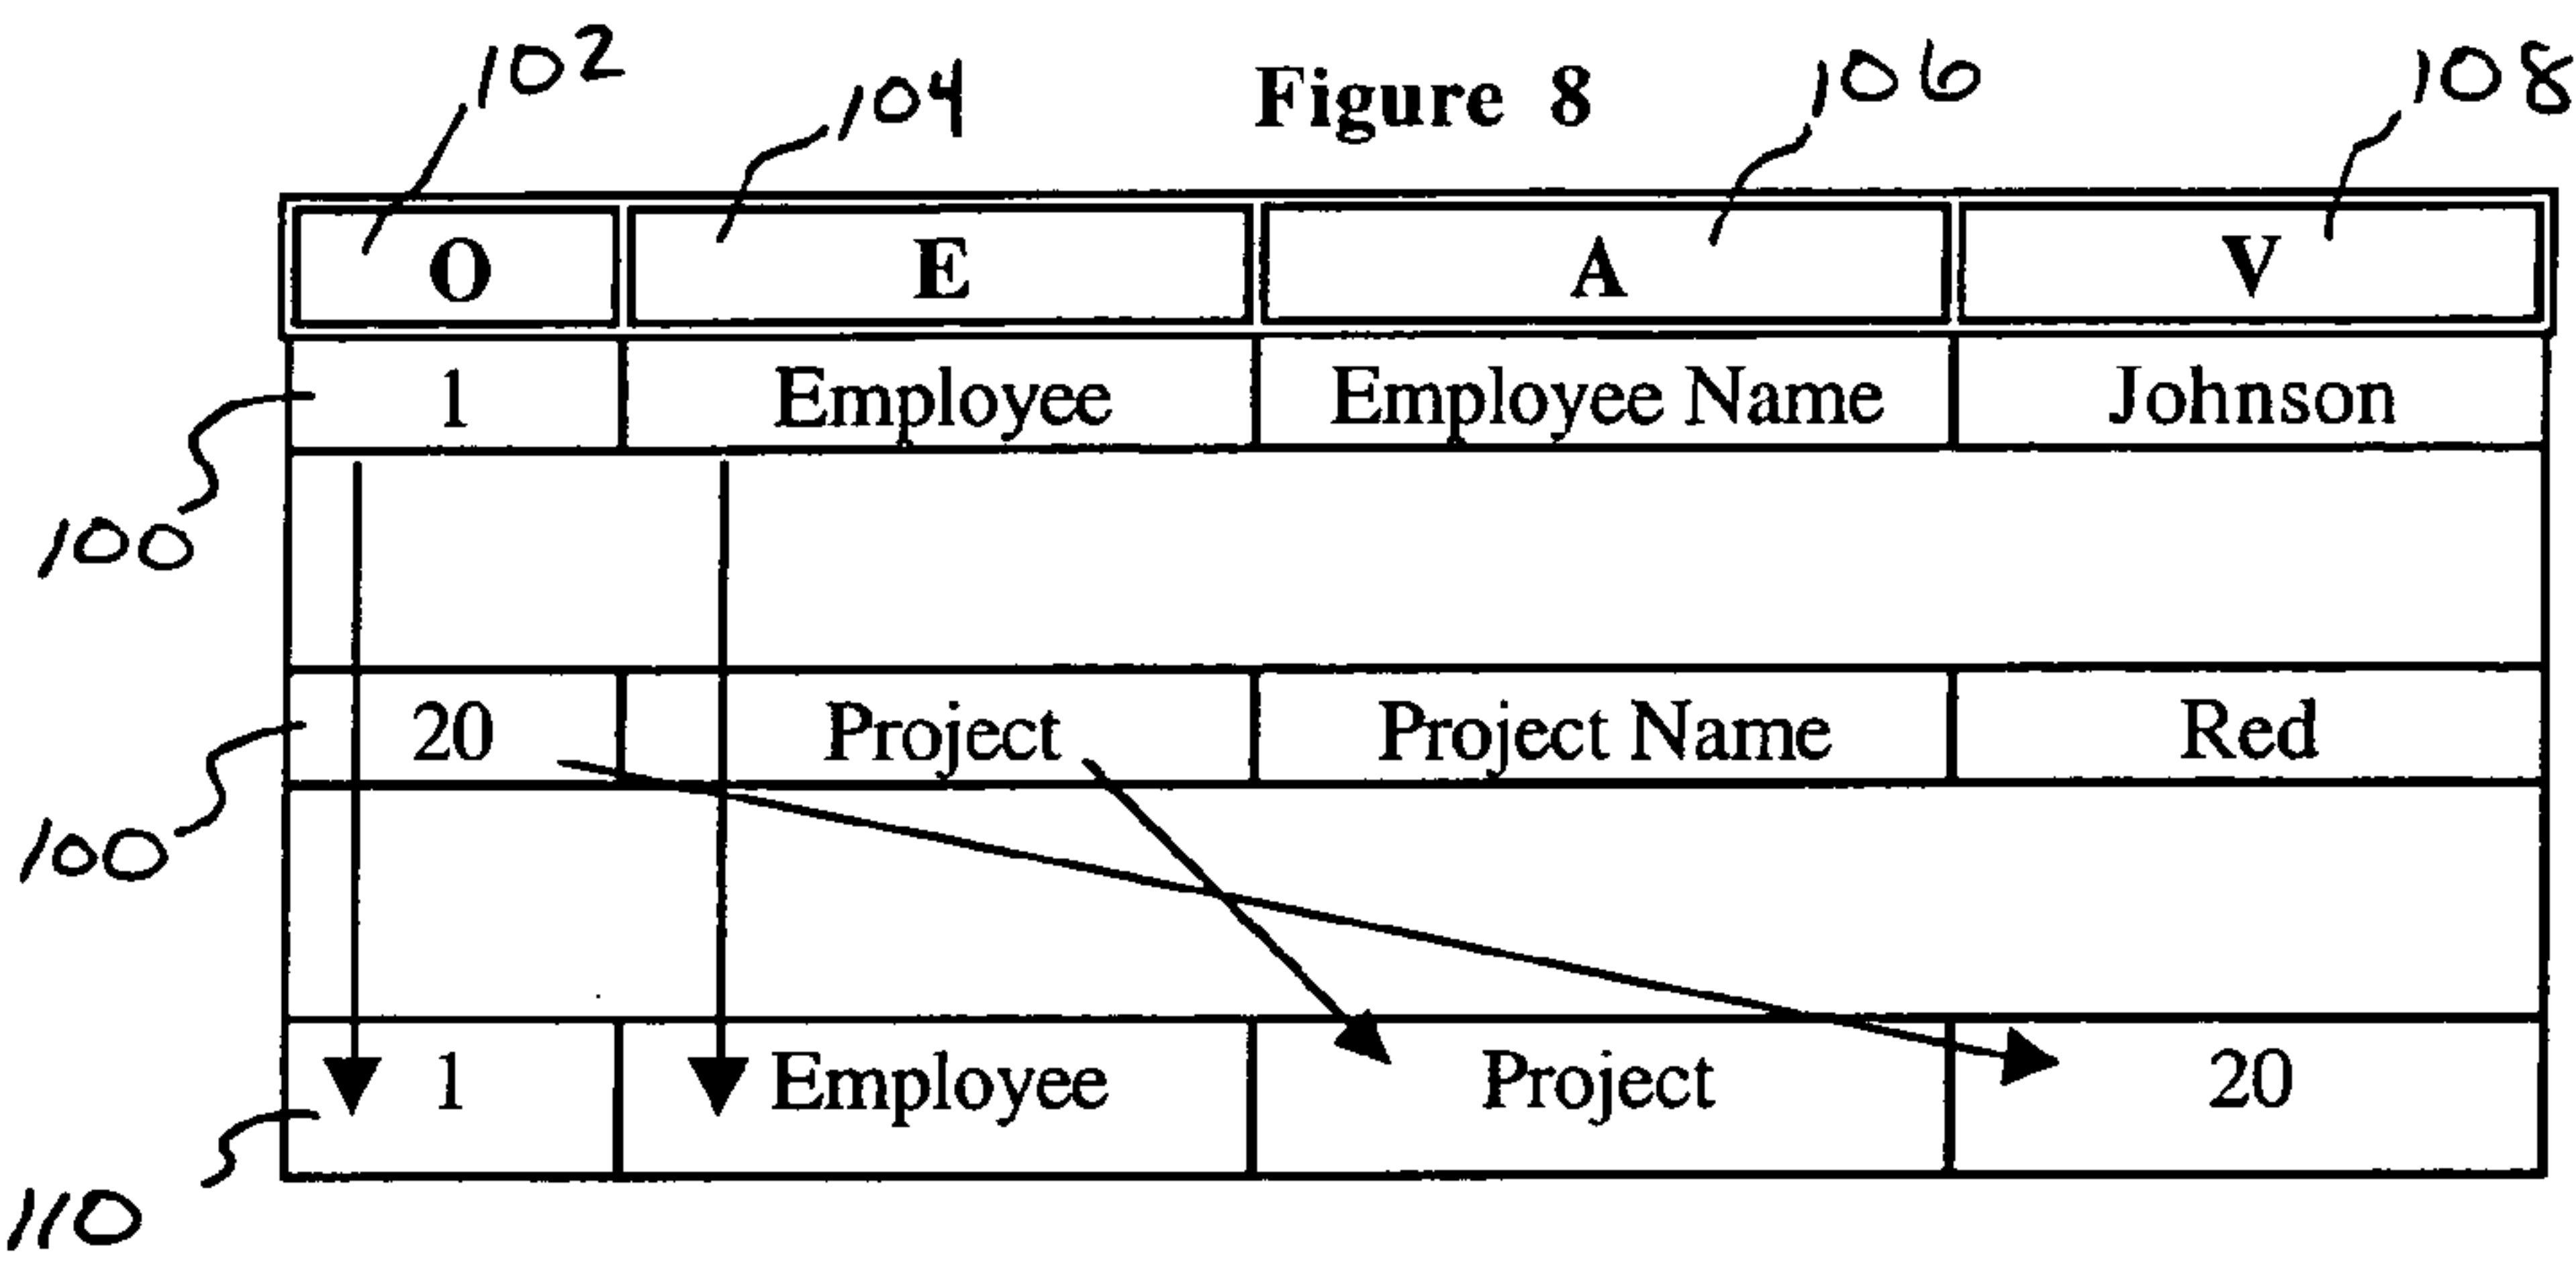 102 104 Figure 8 106 108
O E A V
1 Employee Employee Name Johnson
100
20 Project Project Name Red
100
1 Employee Project 20
110